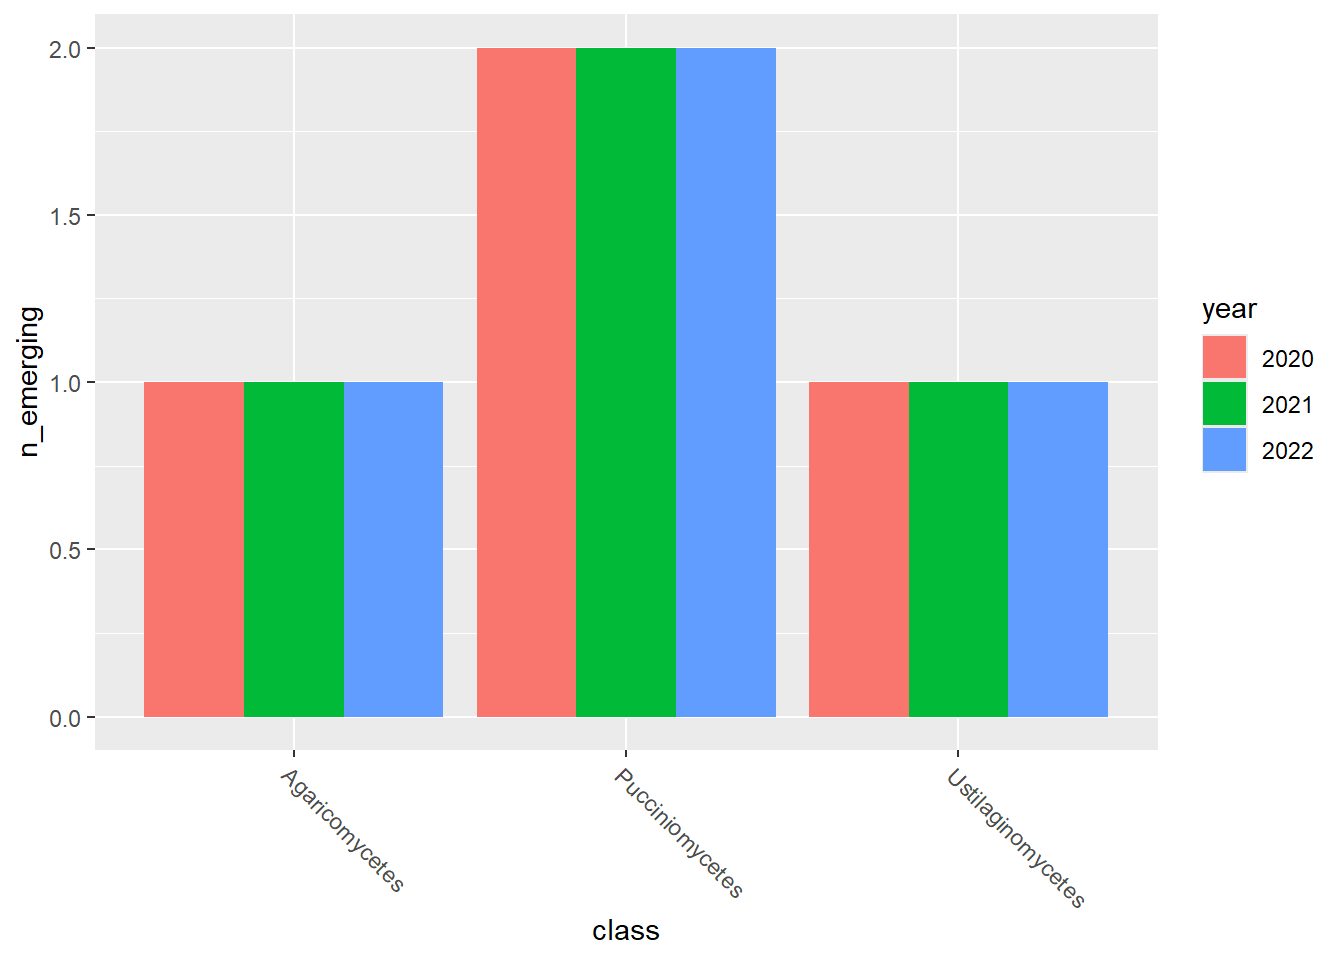 2.0
1.5
1.0
0.5
0.0
n_emerging
Agaricomycetes
Pucciniomycetes
Ustilaginomycetes
class
year
2020
2021
2022